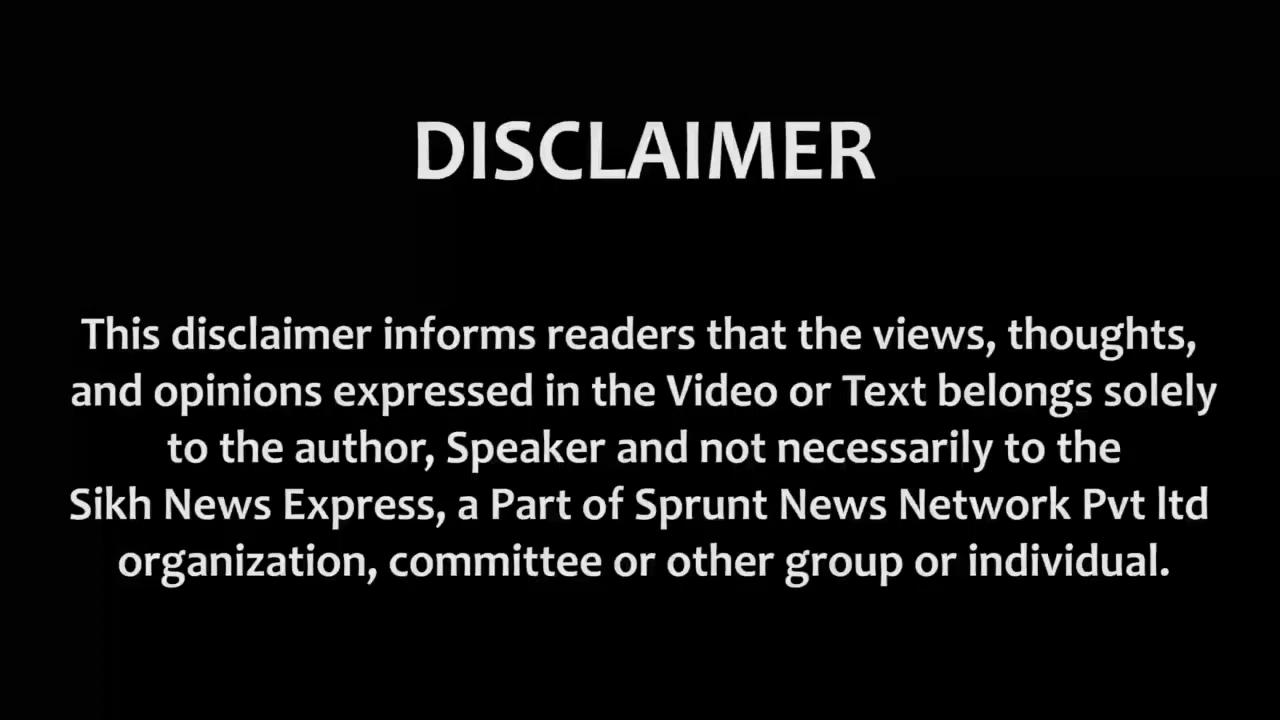 DISCLAIMER
This disclaimer informs readers that the views, thoughts,
and opinions expressed in the Video or Text belongs solely
to the author, Speaker and not necessarily to the
Sikh News Express, a Part of Sprunt News Network Pvt ltd
organization, committee or other group or individual.